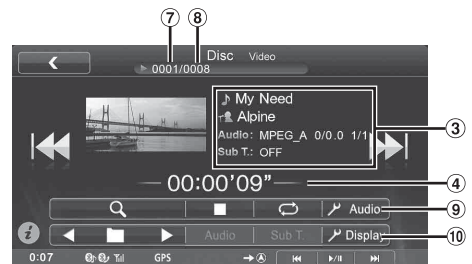 7 8
Disc Video
0001/0008
My Need
Alpine
Audio: MPEG_A 0/0.0 1/1
Sub T.: OFF
3
00:00'09"
4
Audio
9
Audio Sub T. Display
10
0:07 GPS A